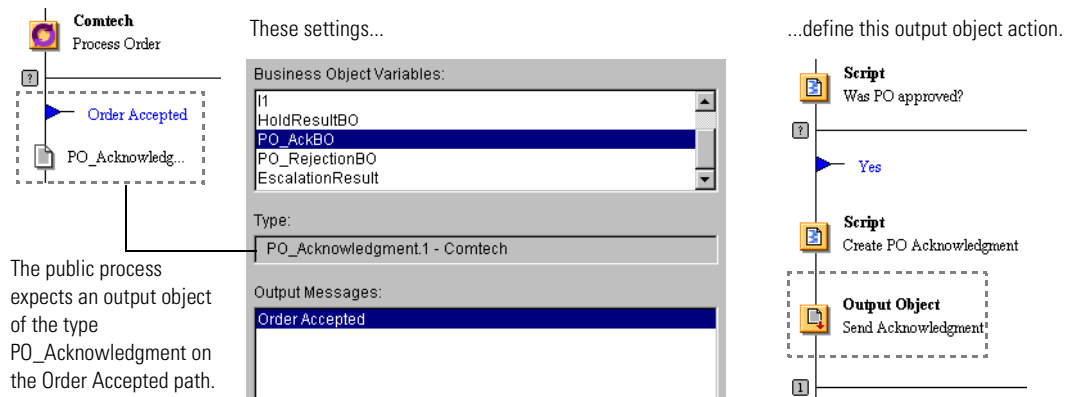 Comtech
Process Order
?
Order Accepted
PO_Acknowledg...
The public process
expects an output object
of the type
PO_Acknowledgment on
the Order Accepted path.
These settings...
Business Object Variables:
I1
HoldResultBO
PO_AckBO
PO_RejectionBO
EscalationResult
Type:
PO_Acknowledgment.1 - Comtech
Output Messages:
Order Accepted
...define this output object action.
Script
Was PO approved?
?
Yes
Script
Create PO Acknowledgment
Output Object
Send Acknowledgment
1